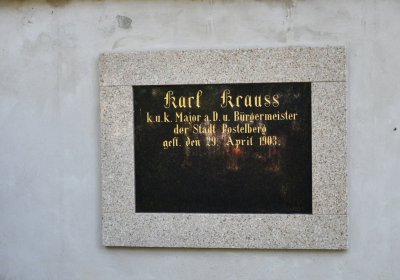 Karl Krauss
k.u.k. Major a.D. u. Bürgermeister
der Stadt Postelberg
gest. den 29. April 1903.